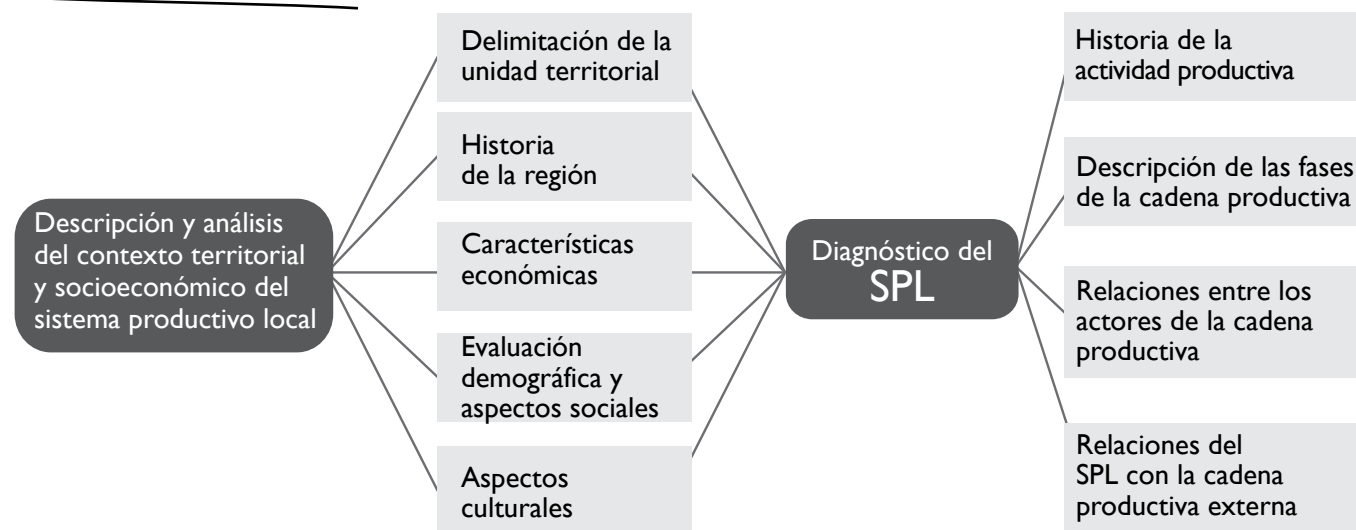 Descripción y análisis
del contexto territorial
y socioeconómico del
sistema productivo local
Delimitación de la
unidad territorial
Historia
de la región
Características
económicas
Evaluación
demográfica y
aspectos sociales
Aspectos
culturales
Diagnóstico del
SPL
Historia de la
actividad productiva
Descripción de las fases
de la cadena productiva
Relaciones entre los
actores de la cadena
productiva
Relaciones del
SPL con la cadena
productiva externa